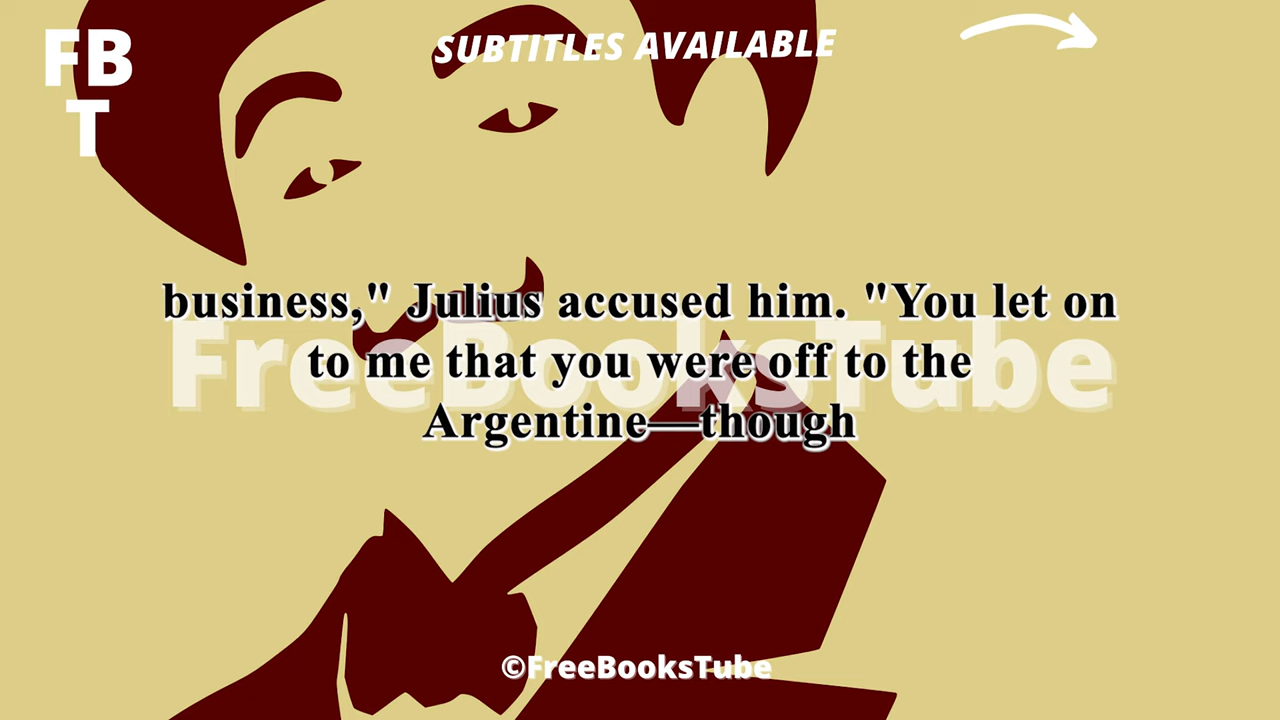 FB
T
SUBTITLES AVAILABLE
business," Julius accused him. "You let on
to me that you were off to the
Argentine—though
FreeBooksTube
©FreeBooksTube